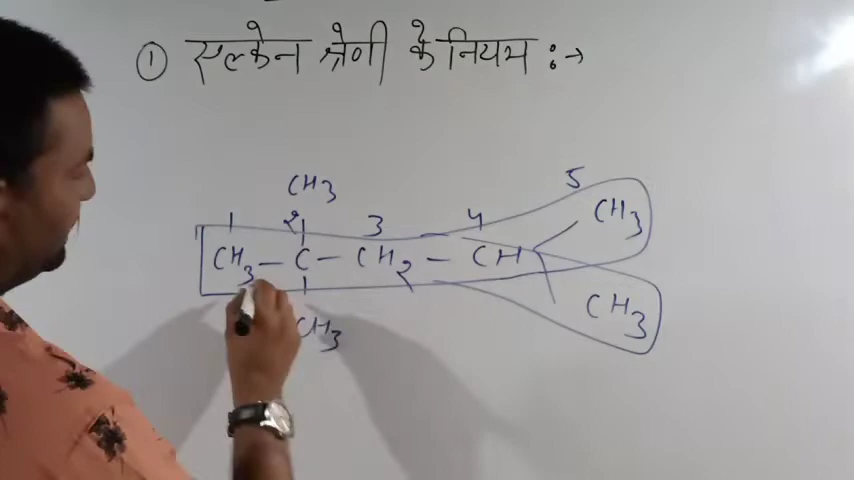 ① एल्केन श्रेणी के नियम :→
CH3 5
1 2 3 4 CH3
CH3 — C — CH2 — CH
CH3 CH3